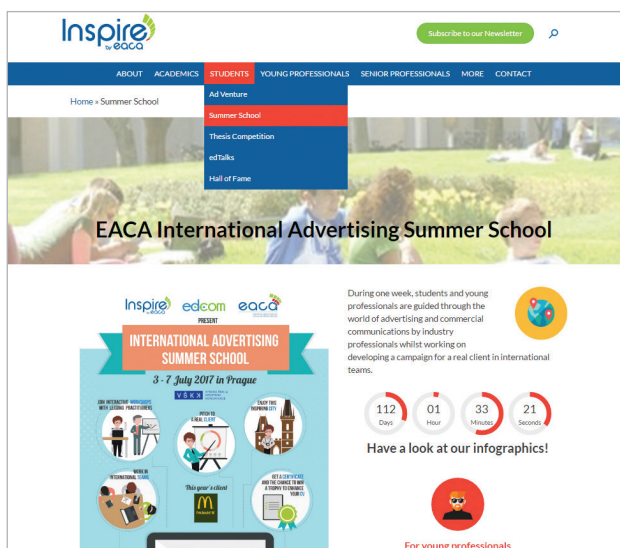 Inspire
by eaca
Subscribe to our Newsletter
ABOUT ACADEMICS STUDENTS YOUNG PROFESSIONALS SENIOR PROFESSIONALS MORE CONTACT
Ad Venture
Summer School
Thesis Competition
edTalks
Hall of Fame
Home » Summer School
EACA International Advertising Summer School
Inspire by eaca edcom eaca
PRESENT
INTERNATIONAL ADVERTISING
SUMMER SCHOOL
3 - 7 July 2017 in Prague
VŠKK
JOIN INTERACTIVE WORKSHOPS
WITH LEADING PRACTITIONERS
PITCH TO
A REAL CLIENT
ENJOY THIS
INSPIRING CITY
WORK IN
INTERNATIONAL TEAMS
This year's client
GET A CERTIFICATE
AND THE CHANCE TO WIN
A TROPHY TO ENHANCE
YOUR CV
During one week, students and young
professionals are guided through the
world of advertising and commercial
communications by industry
professionals whilst working on
developing a campaign for a real client in international
teams.
112 Days
01 Hour
33 Minutes
21 Seconds
Have a look at our infographics!
For young professionals